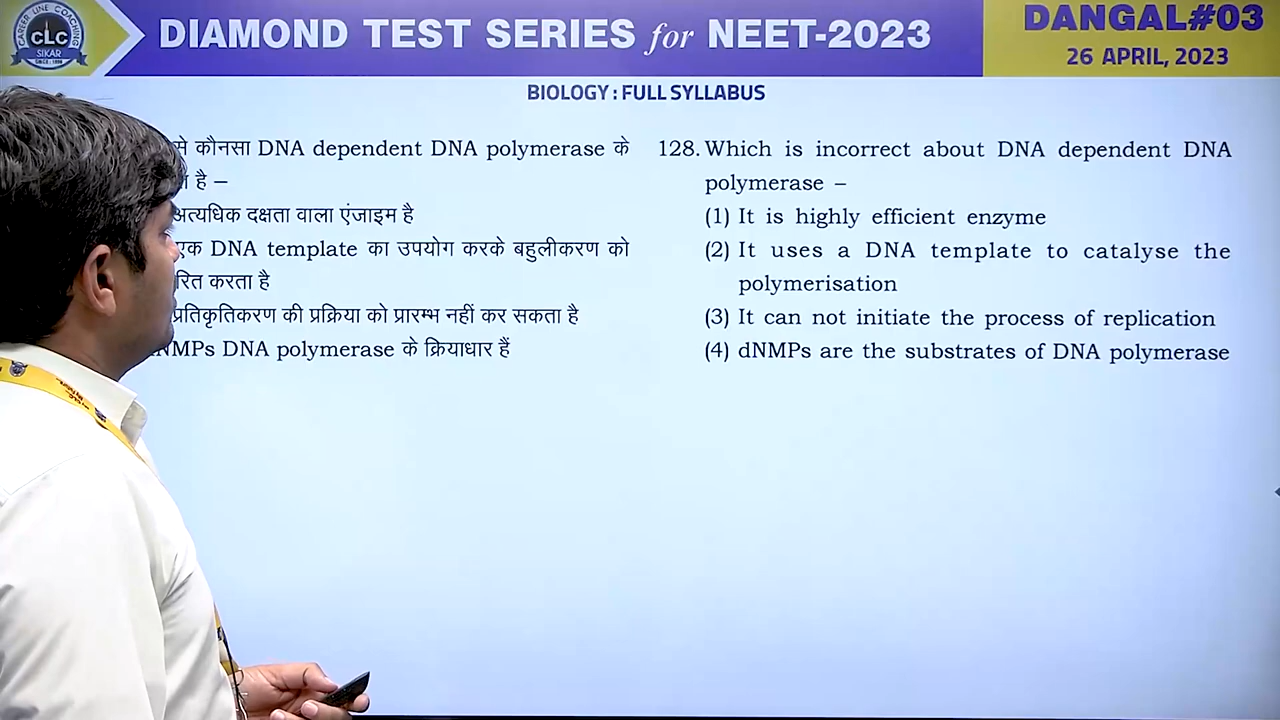 CAREER LINE COACHING
CLC
SIKAR
SINCE : 1996
DIAMOND TEST SERIES for NEET-2023
DANGAL#03
26 APRIL, 2023
BIOLOGY : FULL SYLLABUS
से कौनसा DNA dependent DNA polymerase के
है –
अत्यधिक दक्षता वाला एंजाइम है
एक DNA template का उपयोग करके बहुलीकरण को
रित करता है
प्रतिकृतिकरण की प्रक्रिया को प्रारम्भ नहीं कर सकता है
NMPs DNA polymerase के क्रियाधार हैं
128. Which is incorrect about DNA dependent DNA
polymerase –
(1) It is highly efficient enzyme
(2) It uses a DNA template to catalyse the
polymerisation
(3) It can not initiate the process of replication
(4) dNMPs are the substrates of DNA polymerase